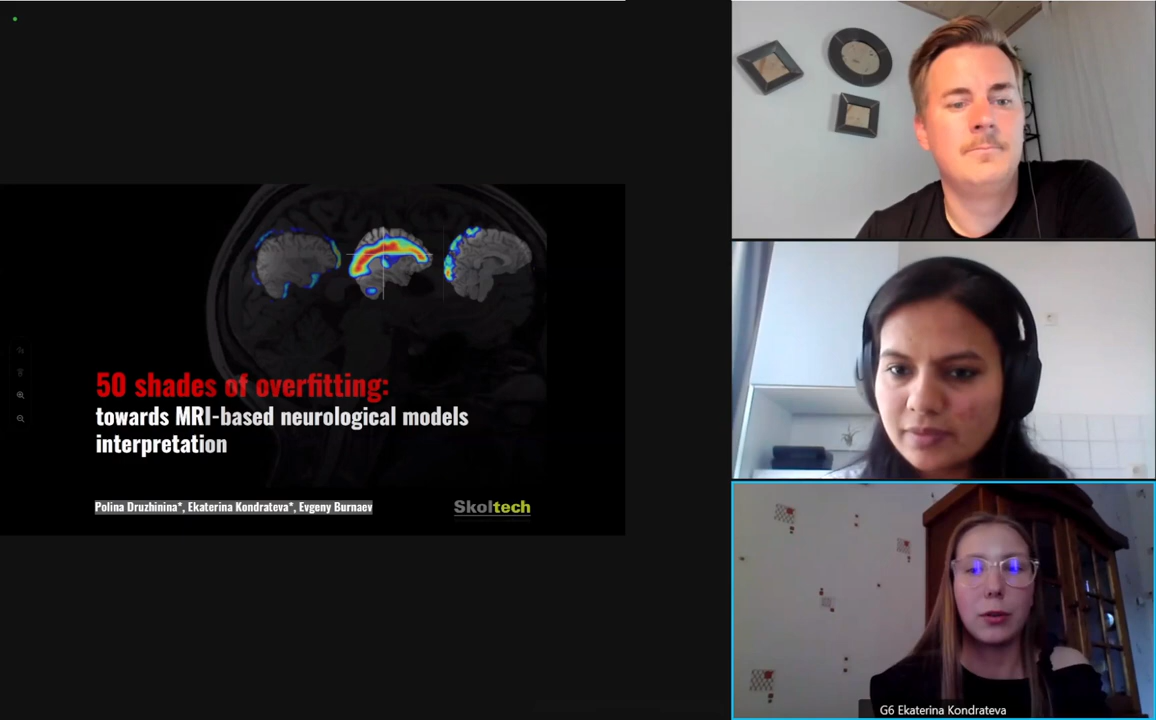 50 shades of overfitting:
towards MRI-based neurological models
interpretation
Polina Druzhinina*, Ekaterina Kondrateva*, Evgeny Burnaev
Skoltech
G6 Ekaterina Kondrateva